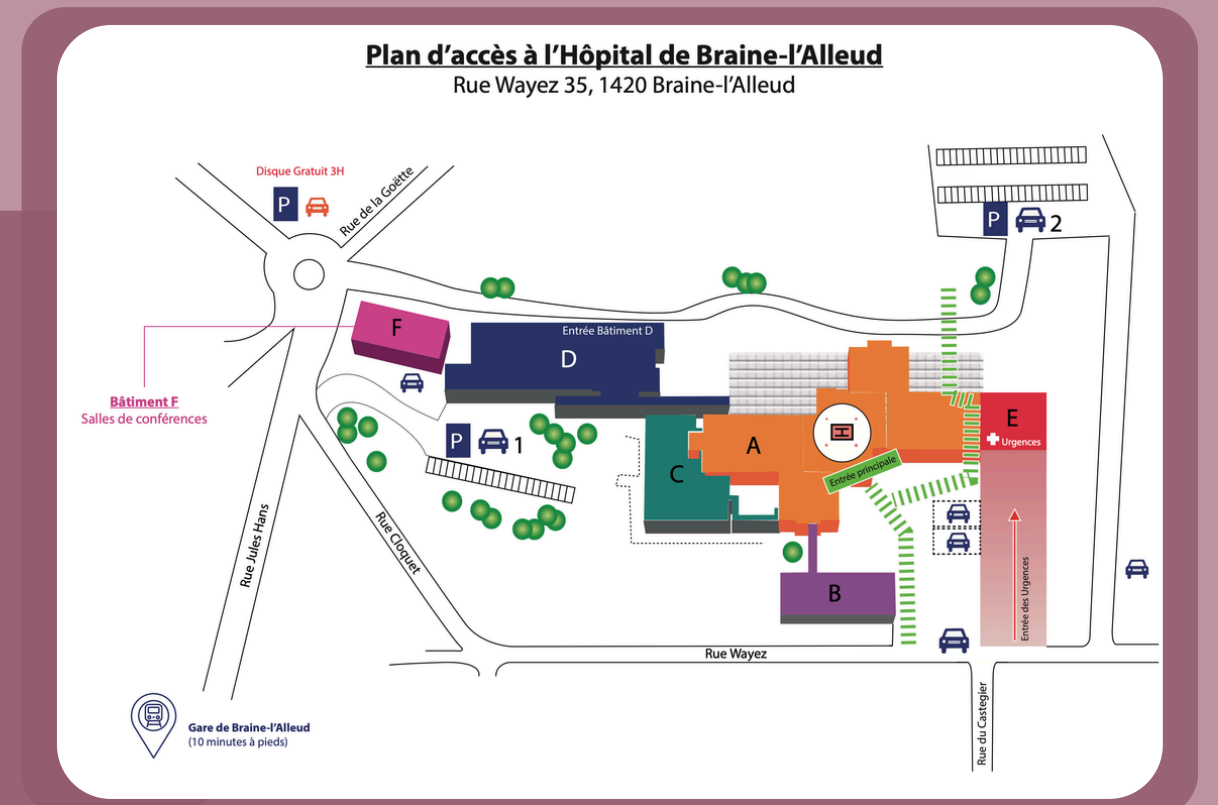 Plan d'accès à l'Hôpital de Braine-l'Alleud
Rue Wayez 35, 1420 Braine-l'Alleud
Disque Gratuit 3H
P
Rue de la Goëtte
P
2
F
Entrée Bâtiment D
D
Bâtiment F
Salles de conférences
P
1
A
H
C
Entrée principale
E
Urgences
Rue Jules Hans
Rue Cloquet
B
Entrée des Urgences
Rue Wayez
Rue du Castegier
Gare de Braine-l'Alleud
(10 minutes à pieds)